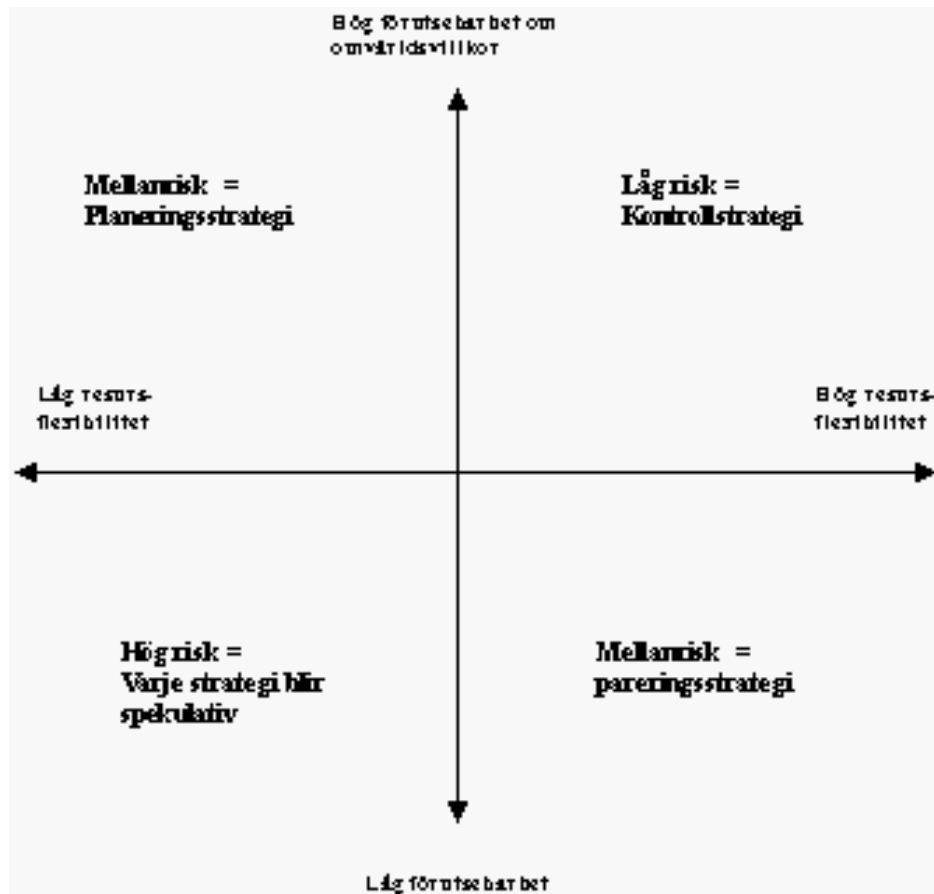 Hög förutsebarhet om
omvärldsvillkor
Mellanrisk =
Planeringsstrategi
Låg risk =
Kontrollstrategi
Låg resurs-
flexibilitet
Hög resurs-
flexibilitet
Hög risk =
Varje strategi blir
spekulativ
Mellanrisk =
pareringsstrategi
Låg förutsebarhet